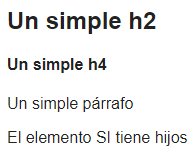 Un simple h2
Un simple h4
Un simple párrafo
El elemento SI tiene hijos